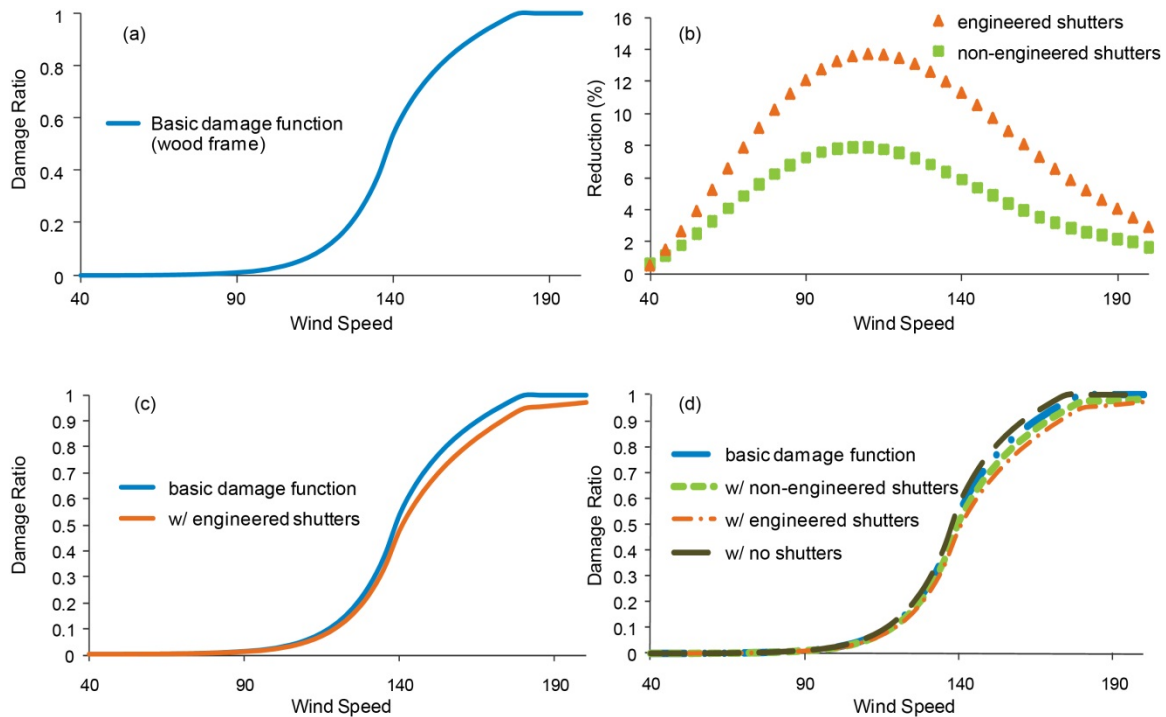 (a)
Damage Ratio
1
0.8
0.6
0.4
0.2
0
Basic damage function
(wood frame)
40
90
140
190
Wind Speed
(b)
engineered shutters
non-engineered shutters
Reduction (%)
16
14
12
10
8
6
4
2
0
40
90
140
190
Wind Speed
(c)
Damage Ratio
1
0.9
0.8
0.7
0.6
0.5
0.4
0.3
0.2
0.1
0
basic damage function
w/ engineered shutters
40
90
140
190
Wind Speed
(d)
Damage Ratio
1
0.9
0.8
0.7
0.6
0.5
0.4
0.3
0.2
0.1
0
basic damage function
w/ non-engineered shutters
w/ engineered shutters
w/ no shutters
40
90
140
190
Wind Speed